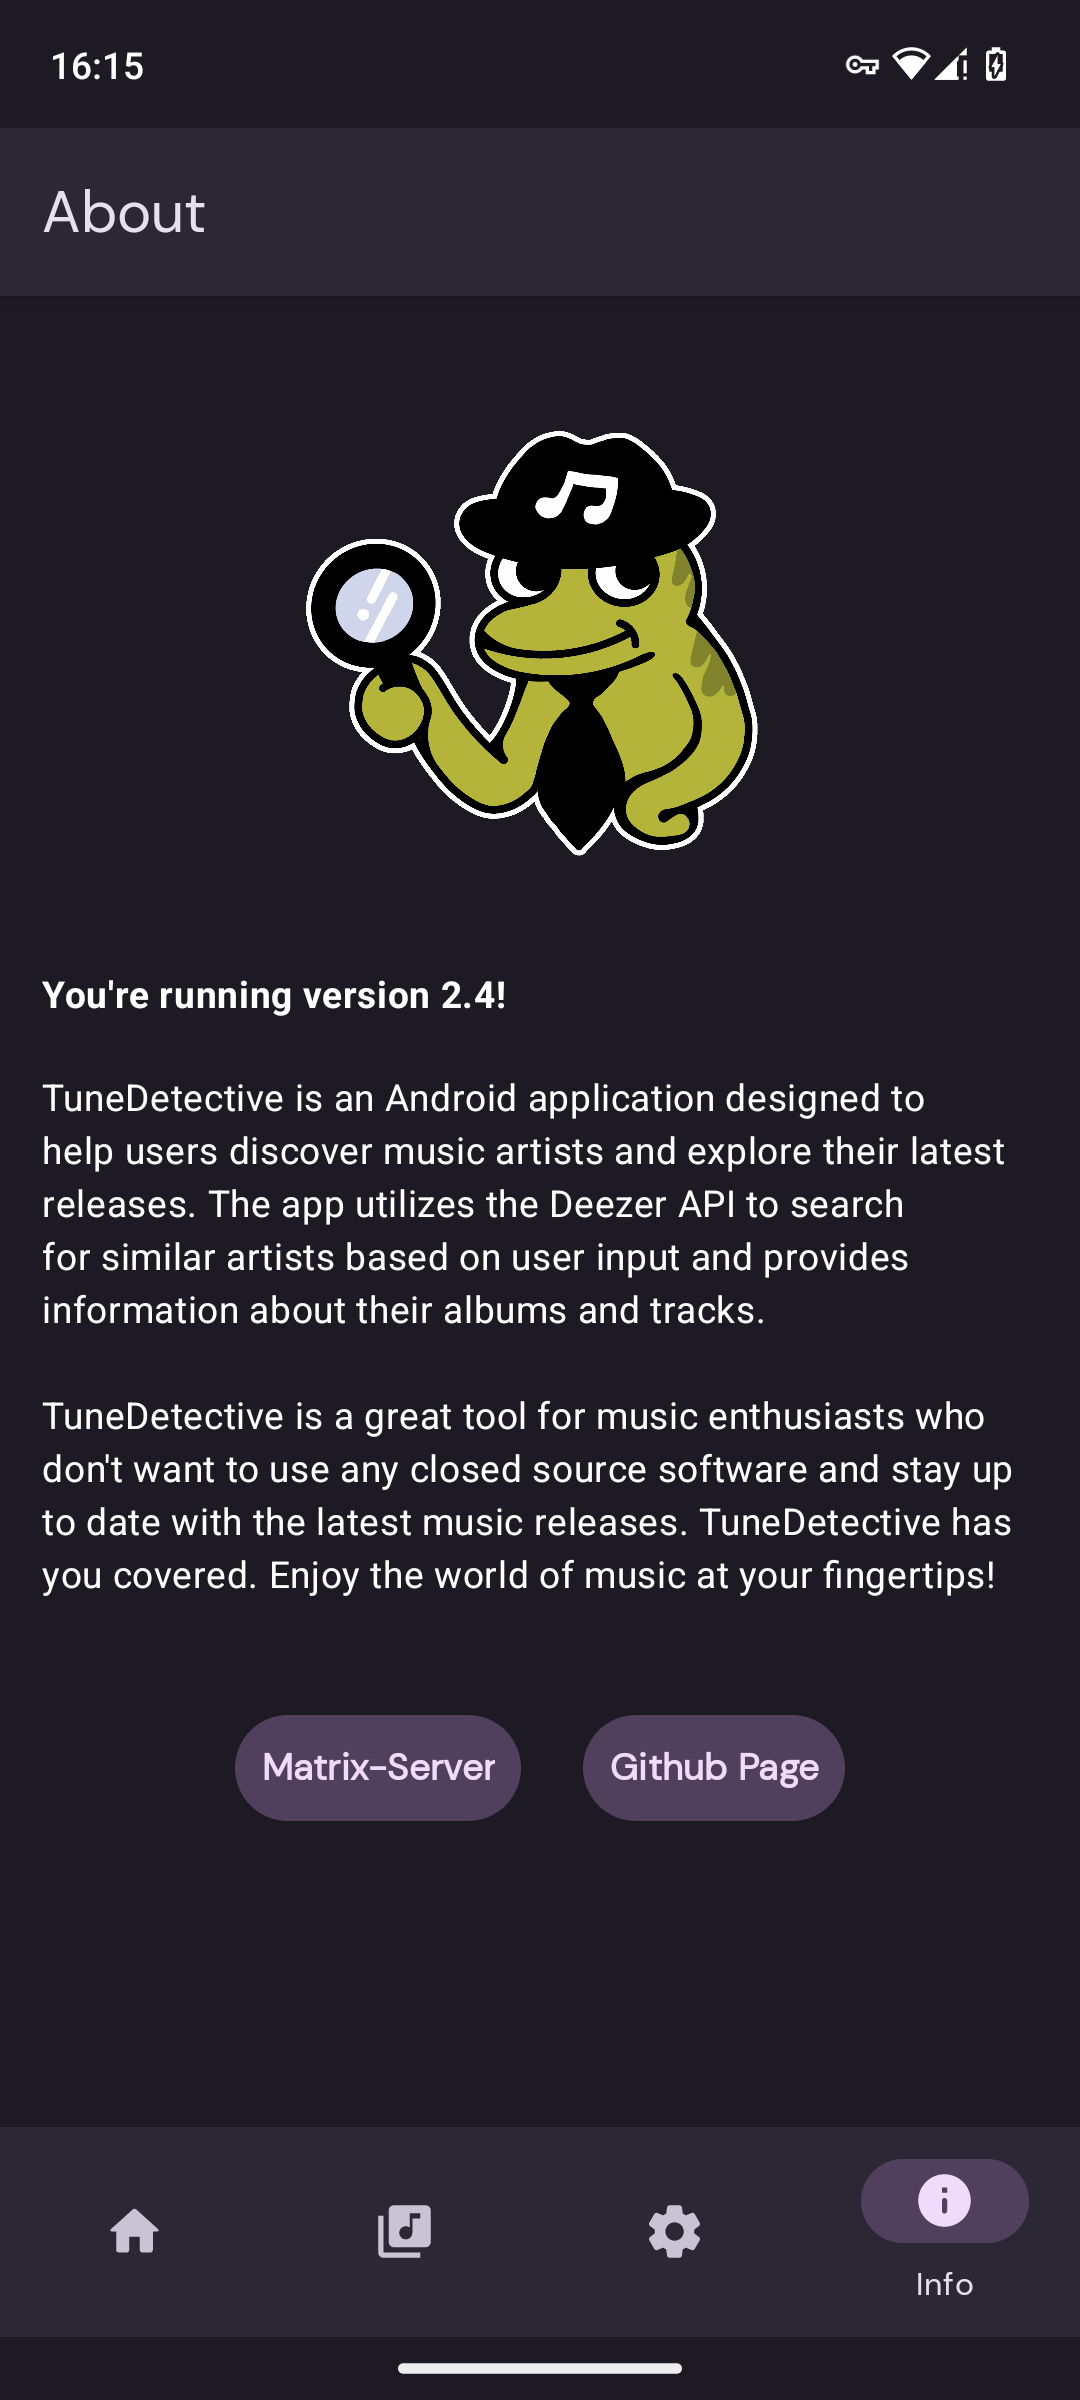 16:15
About
You're running version 2.4!
TuneDetective is an Android application designed to
help users discover music artists and explore their latest
releases. The app utilizes the Deezer API to search
for similar artists based on user input and provides
information about their albums and tracks.
TuneDetective is a great tool for music enthusiasts who
don't want to use any closed source software and stay up
to date with the latest music releases. TuneDetective has
you covered. Enjoy the world of music at your fingertips!
Matrix-Server
Github Page
Info